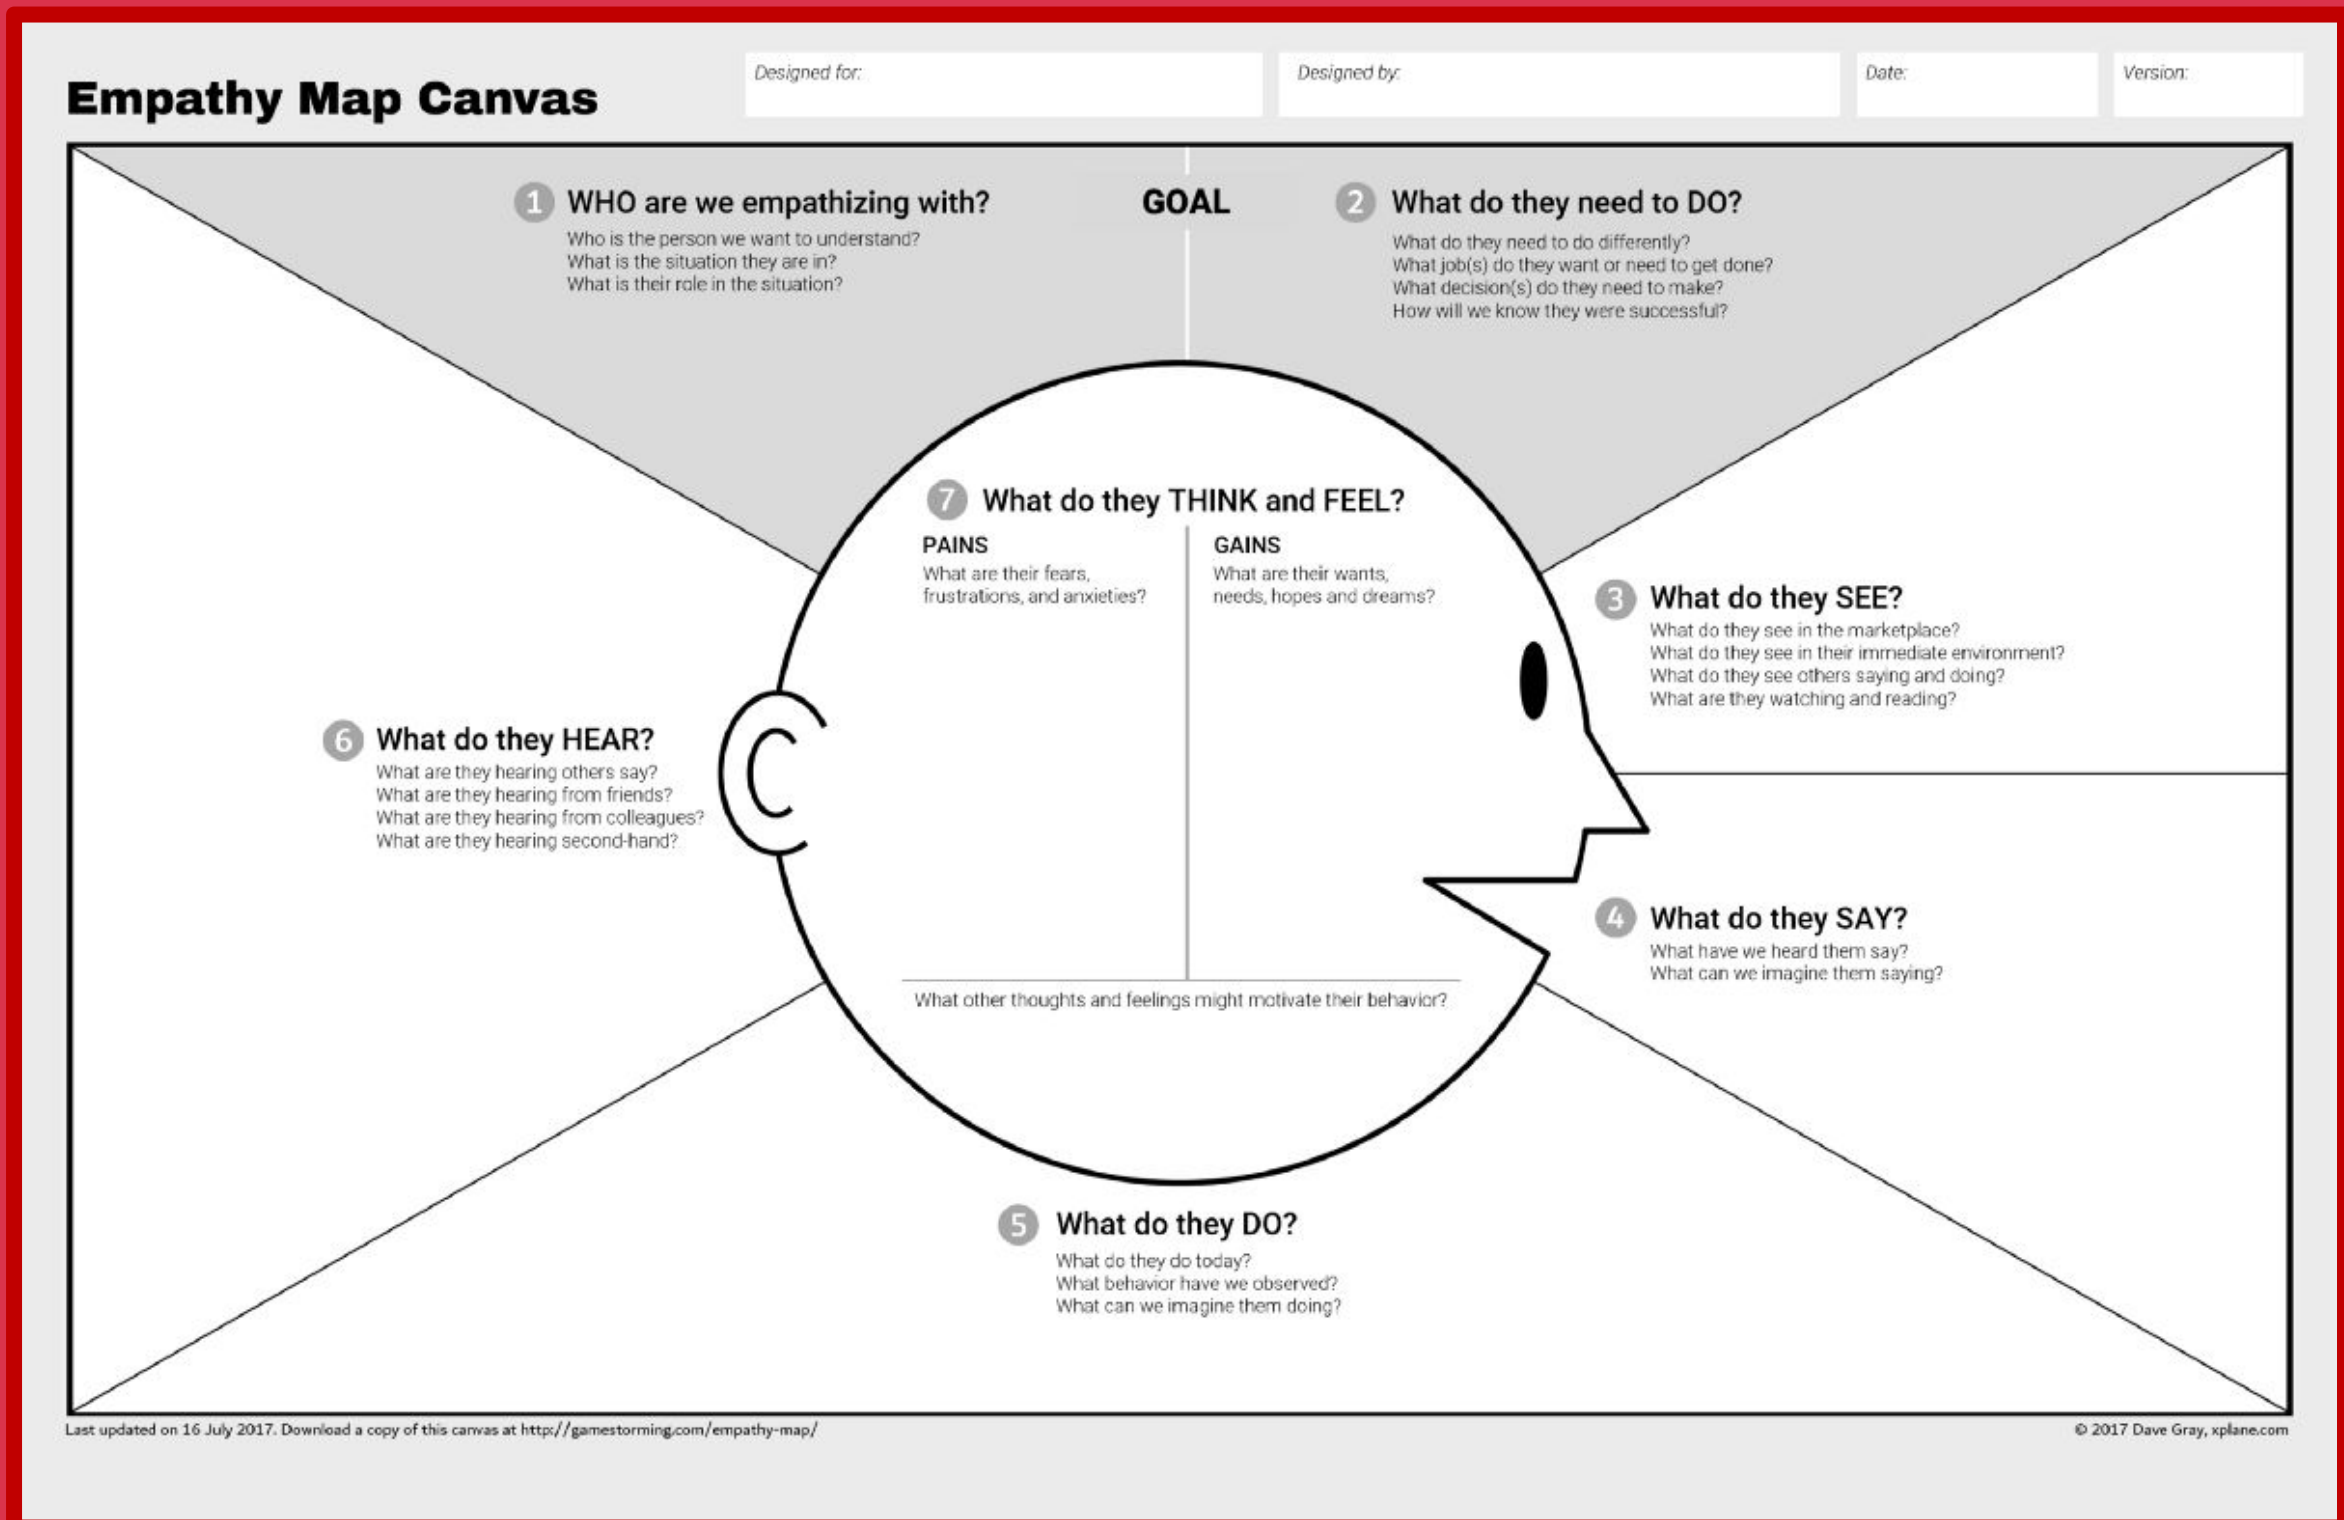 Empathy Map Canvas
Designed for:
Designed by:
Date:
Version:
1 WHO are we empathizing with?
Who is the person we want to understand?
What is the situation they are in?
What is their role in the situation?
GOAL
2 What do they need to DO?
What do they need to do differently?
What job(s) do they want or need to get done?
What decision(s) do they need to make?
How will we know they were successful?
7 What do they THINK and FEEL?
PAINS
What are their fears,
frustrations, and anxieties?
GAINS
What are their wants,
needs, hopes and dreams?
What other thoughts and feelings might motivate their behavior?
3 What do they SEE?
What do they see in the marketplace?
What do they see in their immediate environment?
What do they see others saying and doing?
What are they watching and reading?
4 What do they SAY?
What have we heard them say?
What can we imagine them saying?
5 What do they DO?
What do they do today?
What behavior have we observed?
What can we imagine them doing?
6 What do they HEAR?
What are they hearing others say?
What are they hearing from friends?
What are they hearing from colleagues?
What are they hearing second-hand?
Last updated on 16 July 2017. Download a copy of this canvas at http://gamestorming.com/empathy-map/
© 2017 Dave Gray, xplane.com